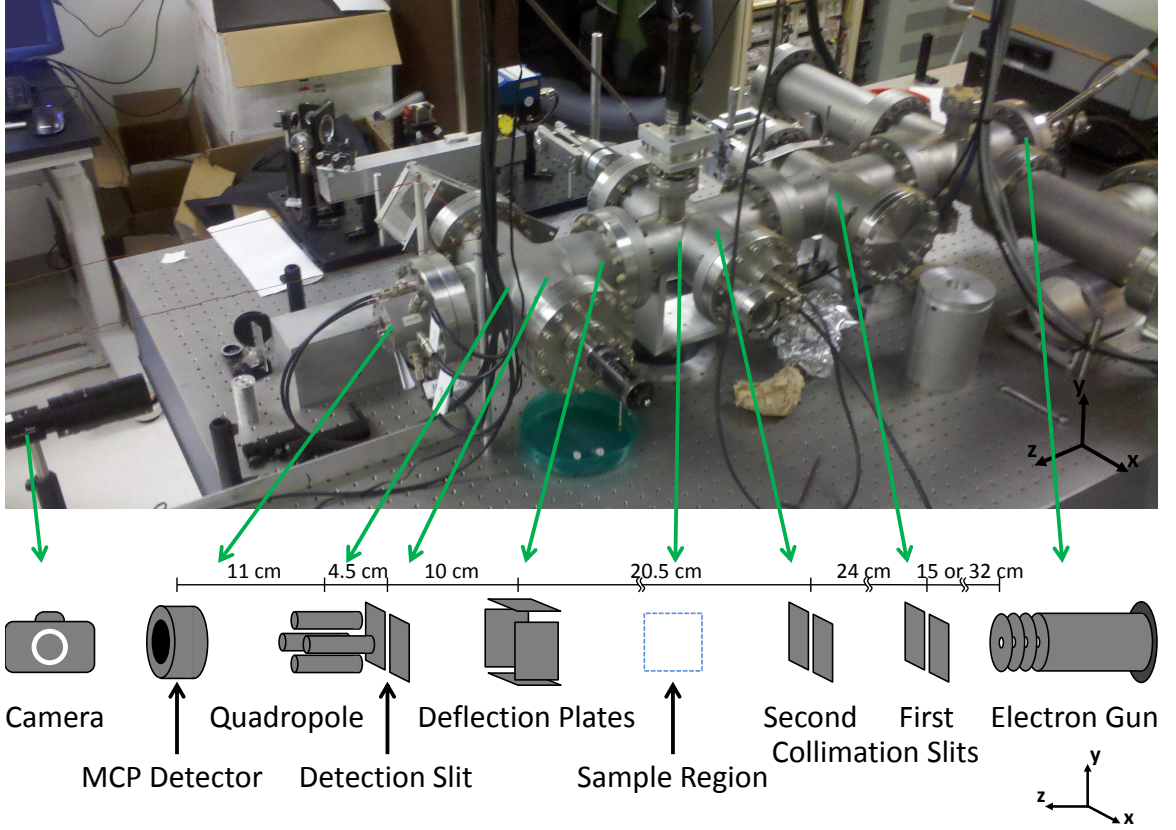 y
z
x
11 cm
4.5 cm
10 cm
20.5 cm
24 cm
15 or 32 cm
Camera
Quadropole
Deflection Plates
Second
First
Electron Gun
Collimation Slits
MCP Detector
Detection Slit
Sample Region
y
z
x